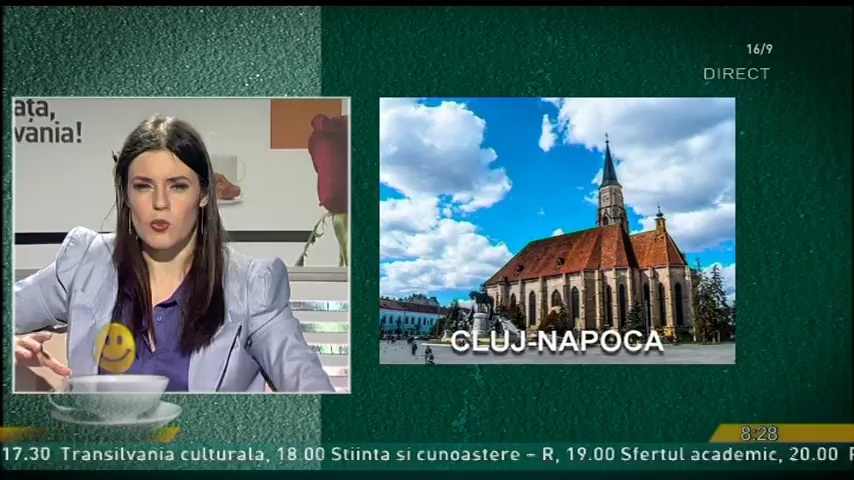 16/9
DIRECT
ața,
vania!
CLUJ-NAPOCA
8:28
17.30 Transilvania culturala, 18.00 Stiinta si cunoastere - R, 19.00 Sfertul academic, 20.00